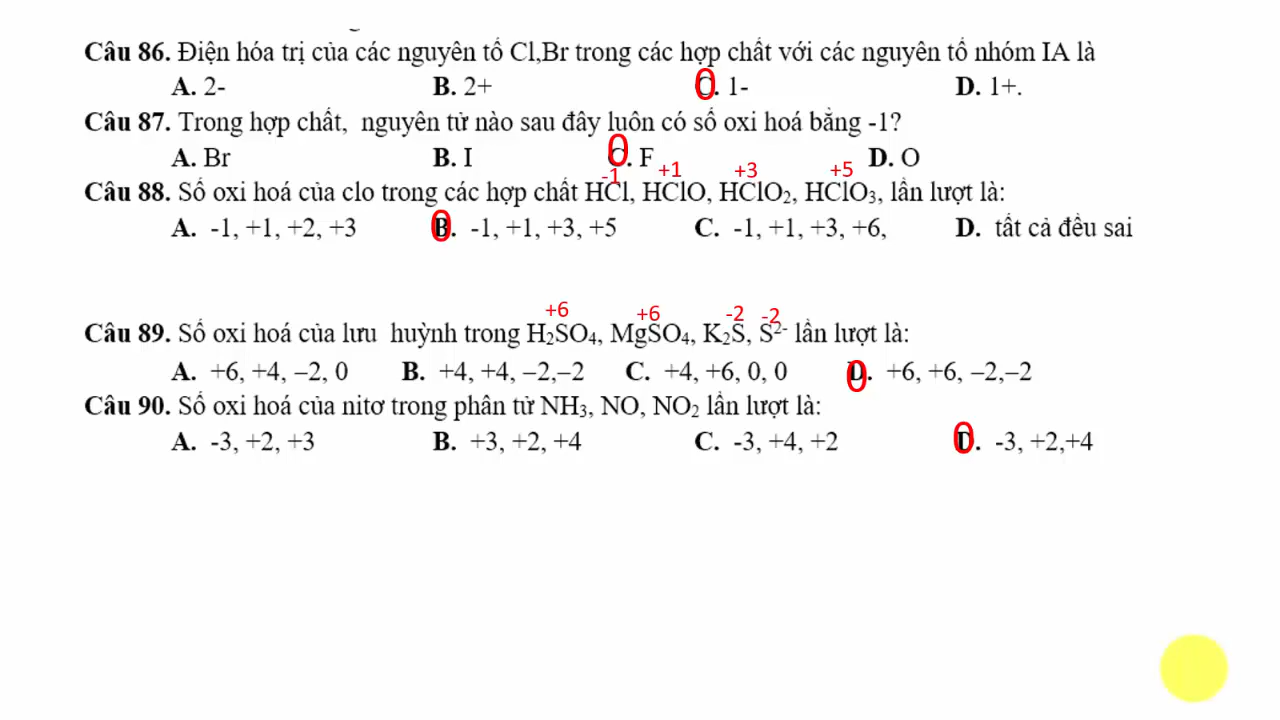 Câu 86. Điện hóa trị của các nguyên tố Cl,Br trong các hợp chất với các nguyên tố nhóm IA là
A. 2- B. 2+ C. 1- D. 1+.
Câu 87. Trong hợp chất, nguyên tử nào sau đây luôn có số oxi hoá bằng -1?
A. Br B. I C. F D. O
-1 +1 +3 +5
Câu 88. Số oxi hoá của clo trong các hợp chất HCl, HClO, HClO₂, HClO₃, lần lượt là:
A. -1, +1, +2, +3 B. -1, +1, +3, +5 C. -1, +1, +3, +6, D. tất cả đều sai
+6 +6 -2 -2
Câu 89. Số oxi hoá của lưu huỳnh trong H₂SO₄, MgSO₄, K₂S, S²⁻ lần lượt là:
A. +6, +4, –2, 0 B. +4, +4, –2,–2 C. +4, +6, 0, 0 D. +6, +6, –2,–2
Câu 90. Số oxi hoá của nitơ trong phân tử NH₃, NO, NO₂ lần lượt là:
A. -3, +2, +3 B. +3, +2, +4 C. -3, +4, +2 D. -3, +2,+4